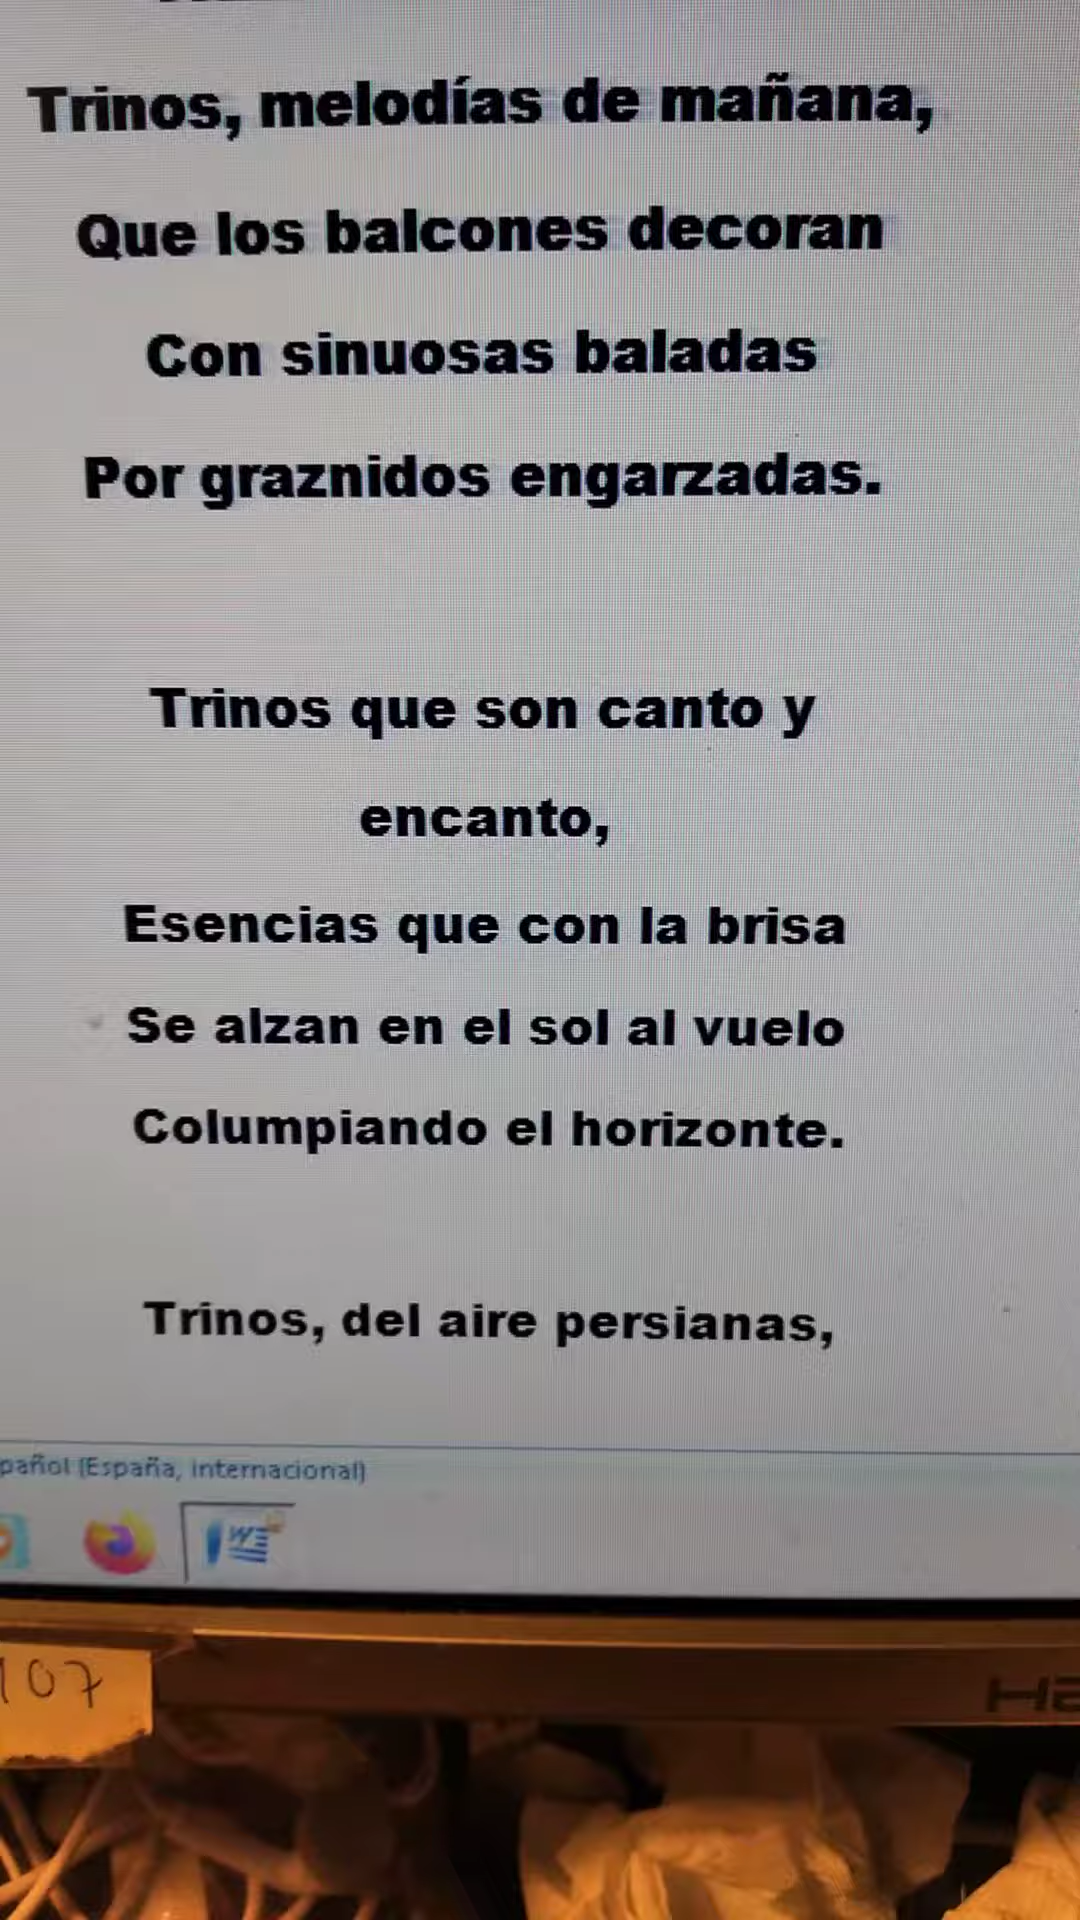 Trinos, melodías de mañana,
Que los balcones decoran
Con sinuosas baladas
Por graznidos engarzadas.
Trinos que son canto y
encanto,
Esencias que con la brisa
Se alzan en el sol al vuelo
Columpiando el horizonte.
Trinos, del aire persianas,
pañol (España, internacional)
W
107